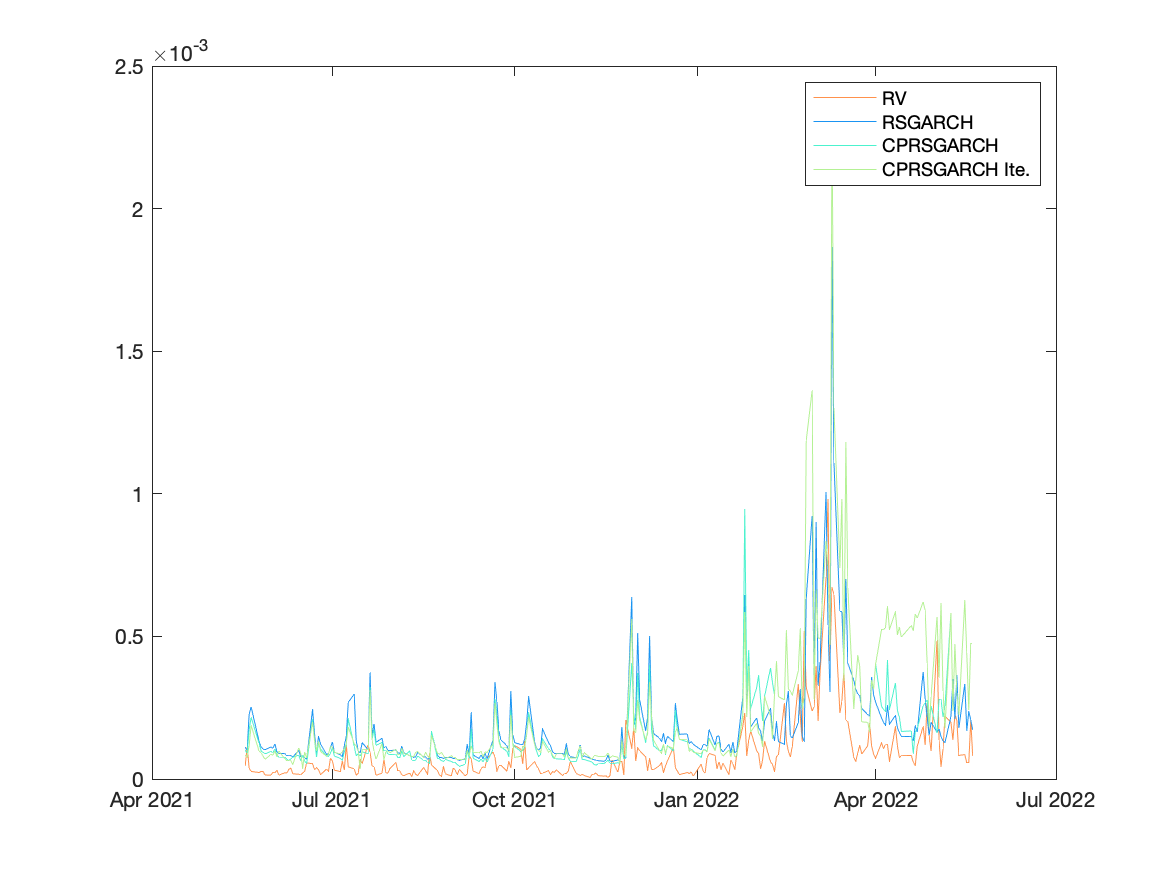 ×10-3
2.5
2
1.5
1
0.5
0
Apr 2021
Jul 2021
Oct 2021
Jan 2022
Apr 2022
Jul 2022
RV
RSGARCH
CPRSGARCH
CPRSGARCH Ite.